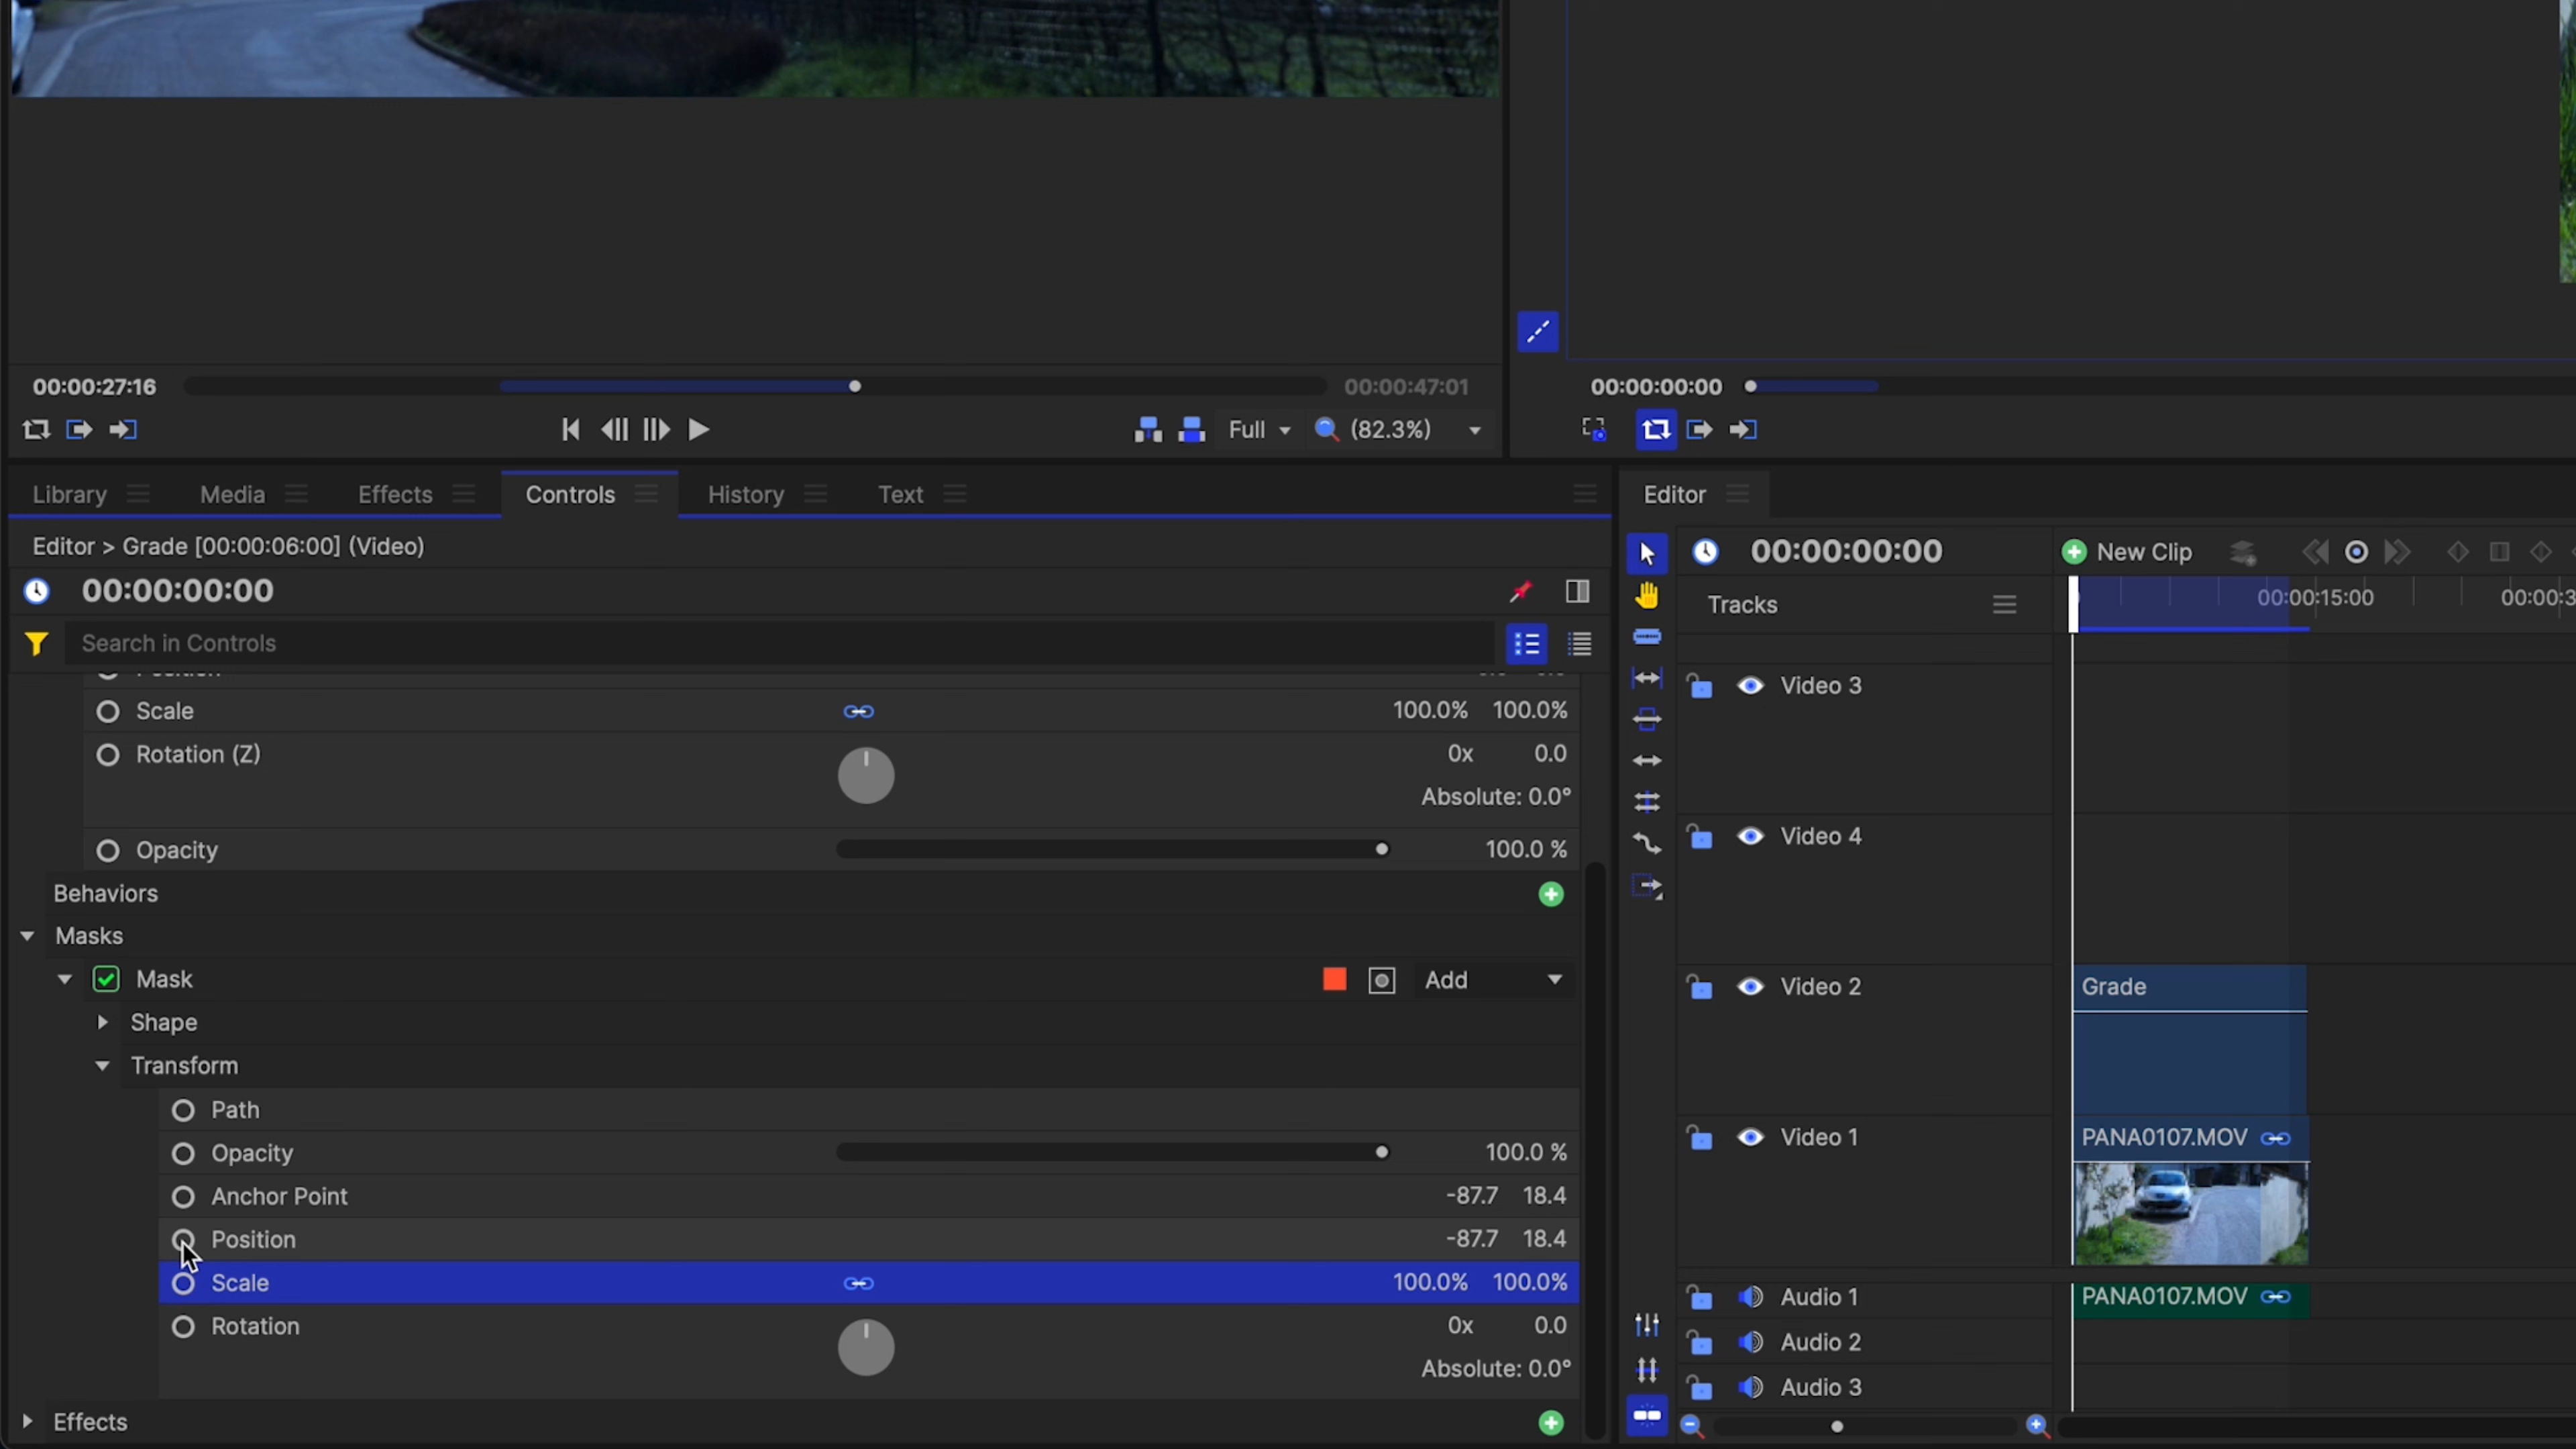 00:00:27:16
00:00:47:01
Full
(82.3%)
00:00:00:00
Library
Media
Effects
Controls
History
Text
Editor > Grade [00:00:06:00] (Video)
00:00:00:00
Search in Controls
Scale
100.0% 100.0%
Rotation (Z)
0x 0.0
Absolute: 0.0°
Opacity
100.0 %
Behaviors
Masks
Mask
Add
Shape
Transform
Path
Opacity
100.0 %
Anchor Point
-87.7 18.4
Position
-87.7 18.4
Scale
100.0% 100.0%
Rotation
0x 0.0
Absolute: 0.0°
Effects
Editor
00:00:00:00
New Clip
Tracks
00:00:15:00
00:00:3
Video 3
Video 4
Video 2
Grade
Video 1
PANA0107.MOV
Audio 1
PANA0107.MOV
Audio 2
Audio 3